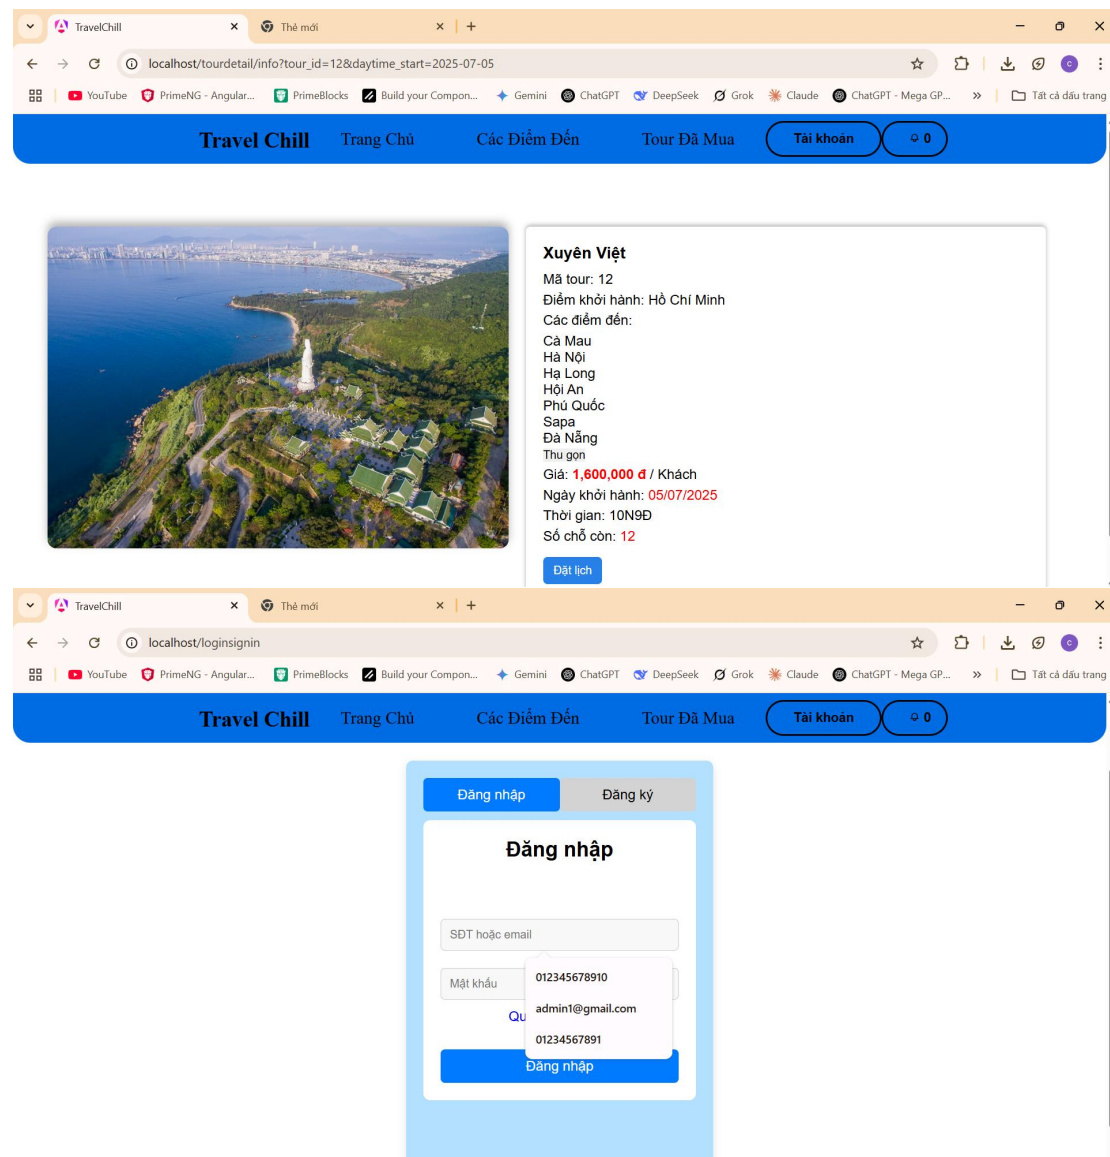 TravelChill
Thẻ mới
localhost/tourdetail/info?tour_id=12&daytime_start=2025-07-05
YouTube PrimeNG - Angular... PrimeBlocks Build your Compon... Gemini ChatGPT DeepSeek Grok Claude ChatGPT - Mega GP... » Tất cả dấu trang
Travel Chill Trang Chủ Các Điểm Đến Tour Đã Mua Tài khoản 0
Xuyên Việt
Mã tour: 12
Điểm khởi hành: Hồ Chí Minh
Các điểm đến:
Cà Mau
Hà Nội
Hạ Long
Hội An
Phú Quốc
Sapa
Đà Nẵng
Thu gọn
Giá: 1,600,000 đ / Khách
Ngày khởi hành: 05/07/2025
Thời gian: 10N9Đ
Số chỗ còn: 12
Đặt lịch
TravelChill
Thẻ mới
localhost/loginsignin
YouTube PrimeNG - Angular... PrimeBlocks Build your Compon... Gemini ChatGPT DeepSeek Grok Claude ChatGPT - Mega GP... » Tất cả dấu trang
Travel Chill Trang Chủ Các Điểm Đến Tour Đã Mua Tài khoản 0
Đăng nhập Đăng ký
Đăng nhập
SĐT hoặc email
012345678910
Mật khẩu
admin1@gmail.com
Qu
01234567891
Đăng nhập